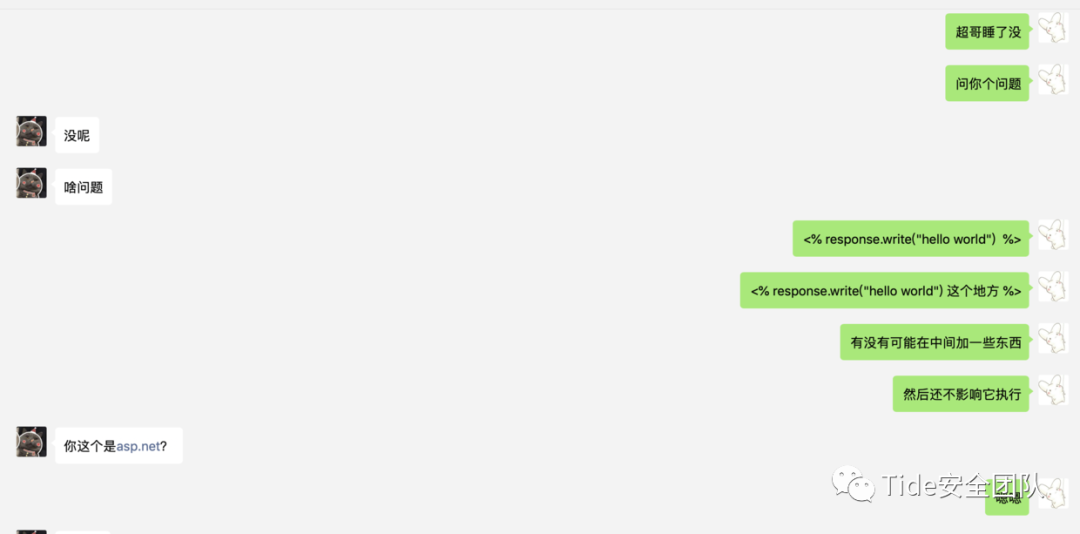 超哥睡了没
问你个问题
没呢
啥问题
<% response.write("hello world")  %>
<% response.write("hello world") 这个地方 %>
有没有可能在中间加一些东西
然后还不影响它执行
你这个是asp.net?
Tide安全团队
嗯嗯